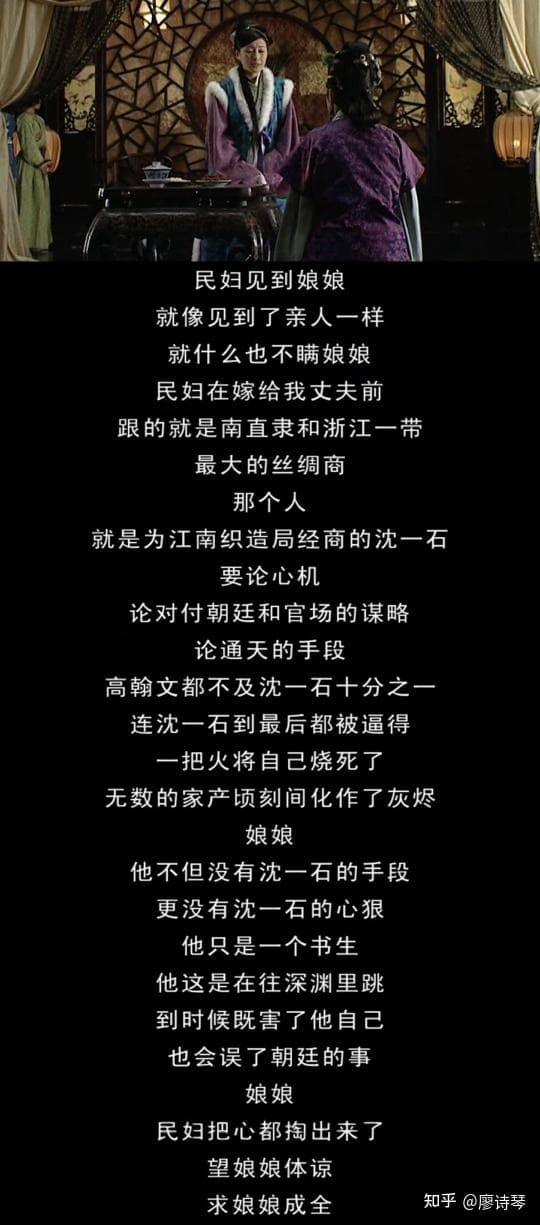 民妇见到娘娘
就像见到了亲人一样
就什么也不瞒娘娘
民妇在嫁给我丈夫前
跟的就是南直隶和浙江一带
最大的丝绸商
那个人
就是为江南织造局经商的沈一石
要论心机
论对付朝廷和官场的谋略
论通天的手段
高翰文都不及沈一石十分之一
连沈一石到最后都被逼得
一把火将自己烧死了
无数的家产顷刻间化作了灰烬
娘娘
他不但没有沈一石的手段
更没有沈一石的心狠
他只是一个书生
他这是在往深渊里跳
到时候既害了他自己
也会误了朝廷的事
娘娘
民妇把心都掏出来了
望娘娘体谅
求娘娘成全
知乎 @廖诗琴